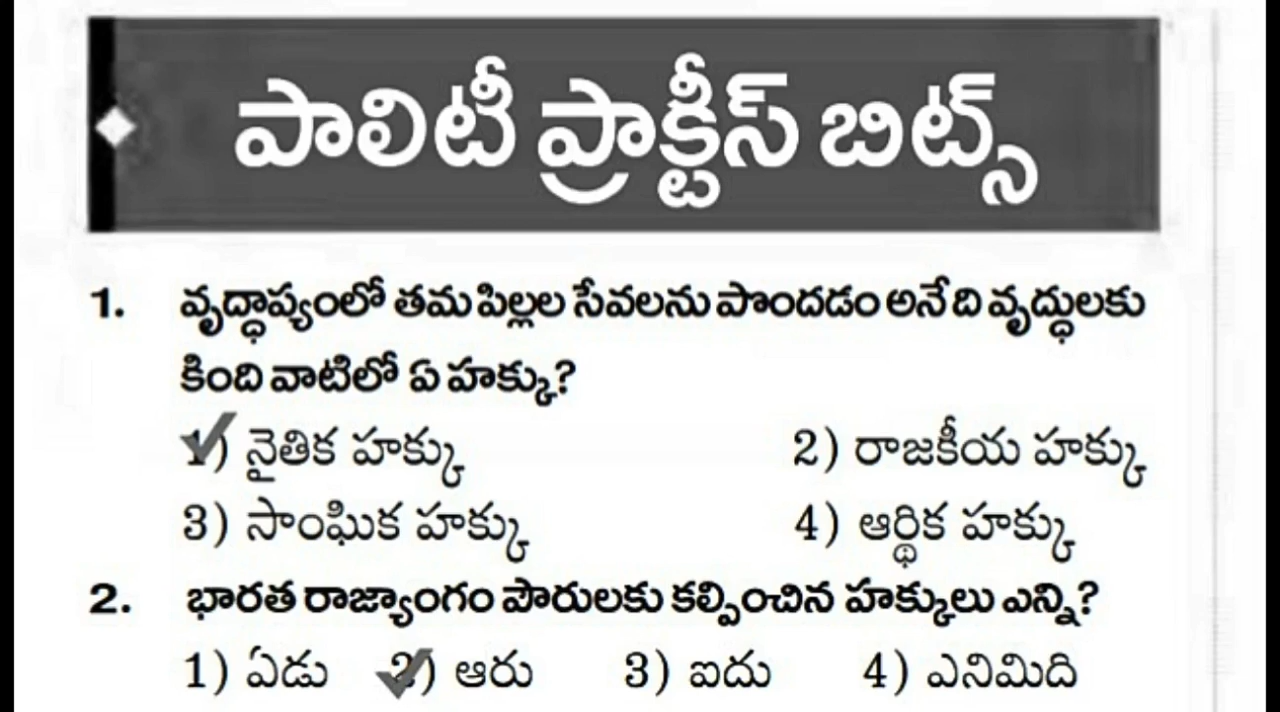 పాలిటీ ప్రాక్టీస్ బిట్స్
1. వృద్ధాప్యంలో తమ పిల్లల సేవలను పొందడం అనేది వృద్ధులకు
కింది వాటిలో ఏ హక్కు?
1) నైతిక హక్కు 2) రాజకీయ హక్కు
3) సాంఘిక హక్కు 4) ఆర్థిక హక్కు
2. భారత రాజ్యాంగం పౌరులకు కల్పించిన హక్కులు ఎన్ని?
1) ఏడు 2) ఆరు 3) ఐదు 4) ఎనిమిది